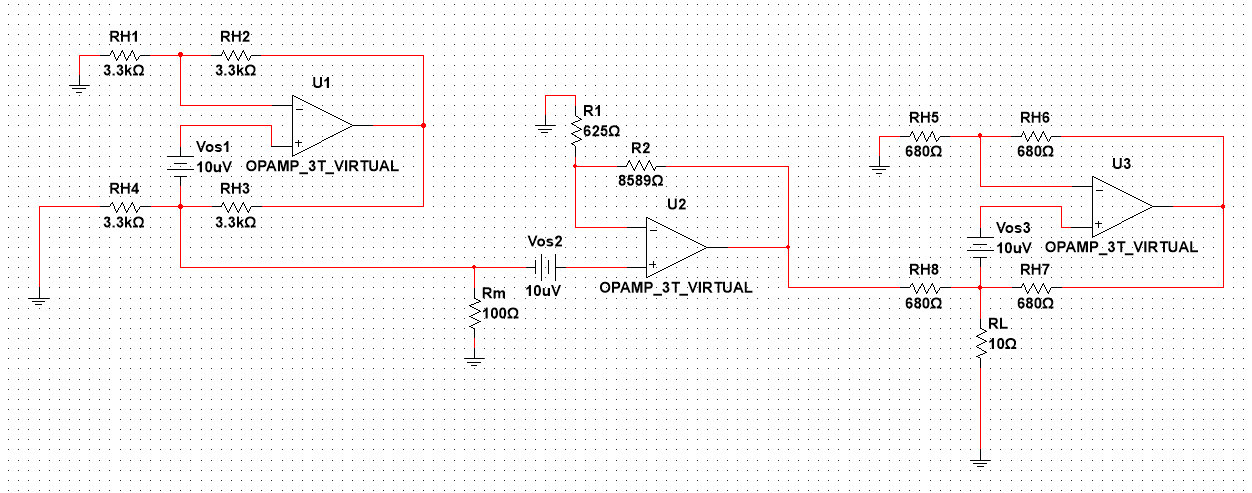 RH1
3.3kΩ
RH2
3.3kΩ
U1
OPAMP_3T_VIRTUAL
Vos1
10uV
RH4
3.3kΩ
RH3
3.3kΩ
R1
625Ω
R2
8589Ω
U2
OPAMP_3T_VIRTUAL
Vos2
10uV
Rm
100Ω
RH5
680Ω
RH6
680Ω
U3
OPAMP_3T_VIRTUAL
Vos3
10uV
RH8
680Ω
RH7
680Ω
RL
10Ω